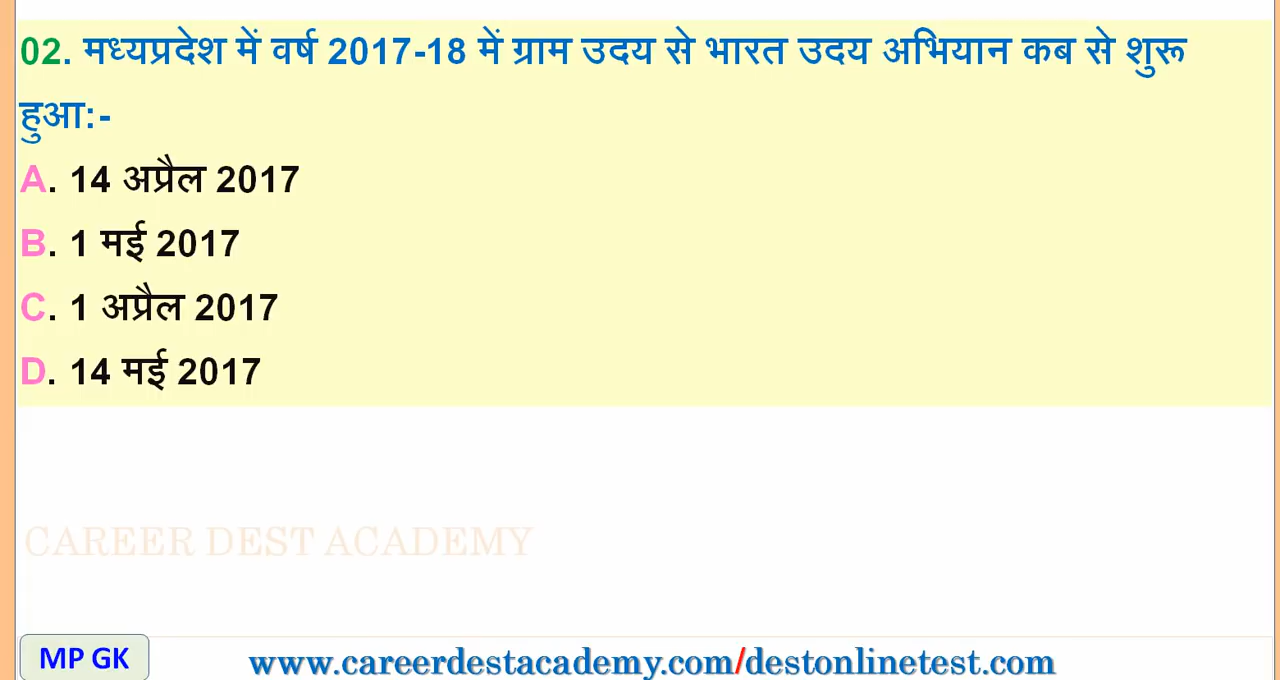 02. मध्यप्रदेश में वर्ष 2017-18 में ग्राम उदय से भारत उदय अभियान कब से शुरू
हुआ:-
A. 14 अप्रैल 2017
B. 1 मई 2017
C. 1 अप्रैल 2017
D. 14 मई 2017
CAREER DEST ACADEMY
MP GK
www.careerdestacademy.com/destonlinetest.com